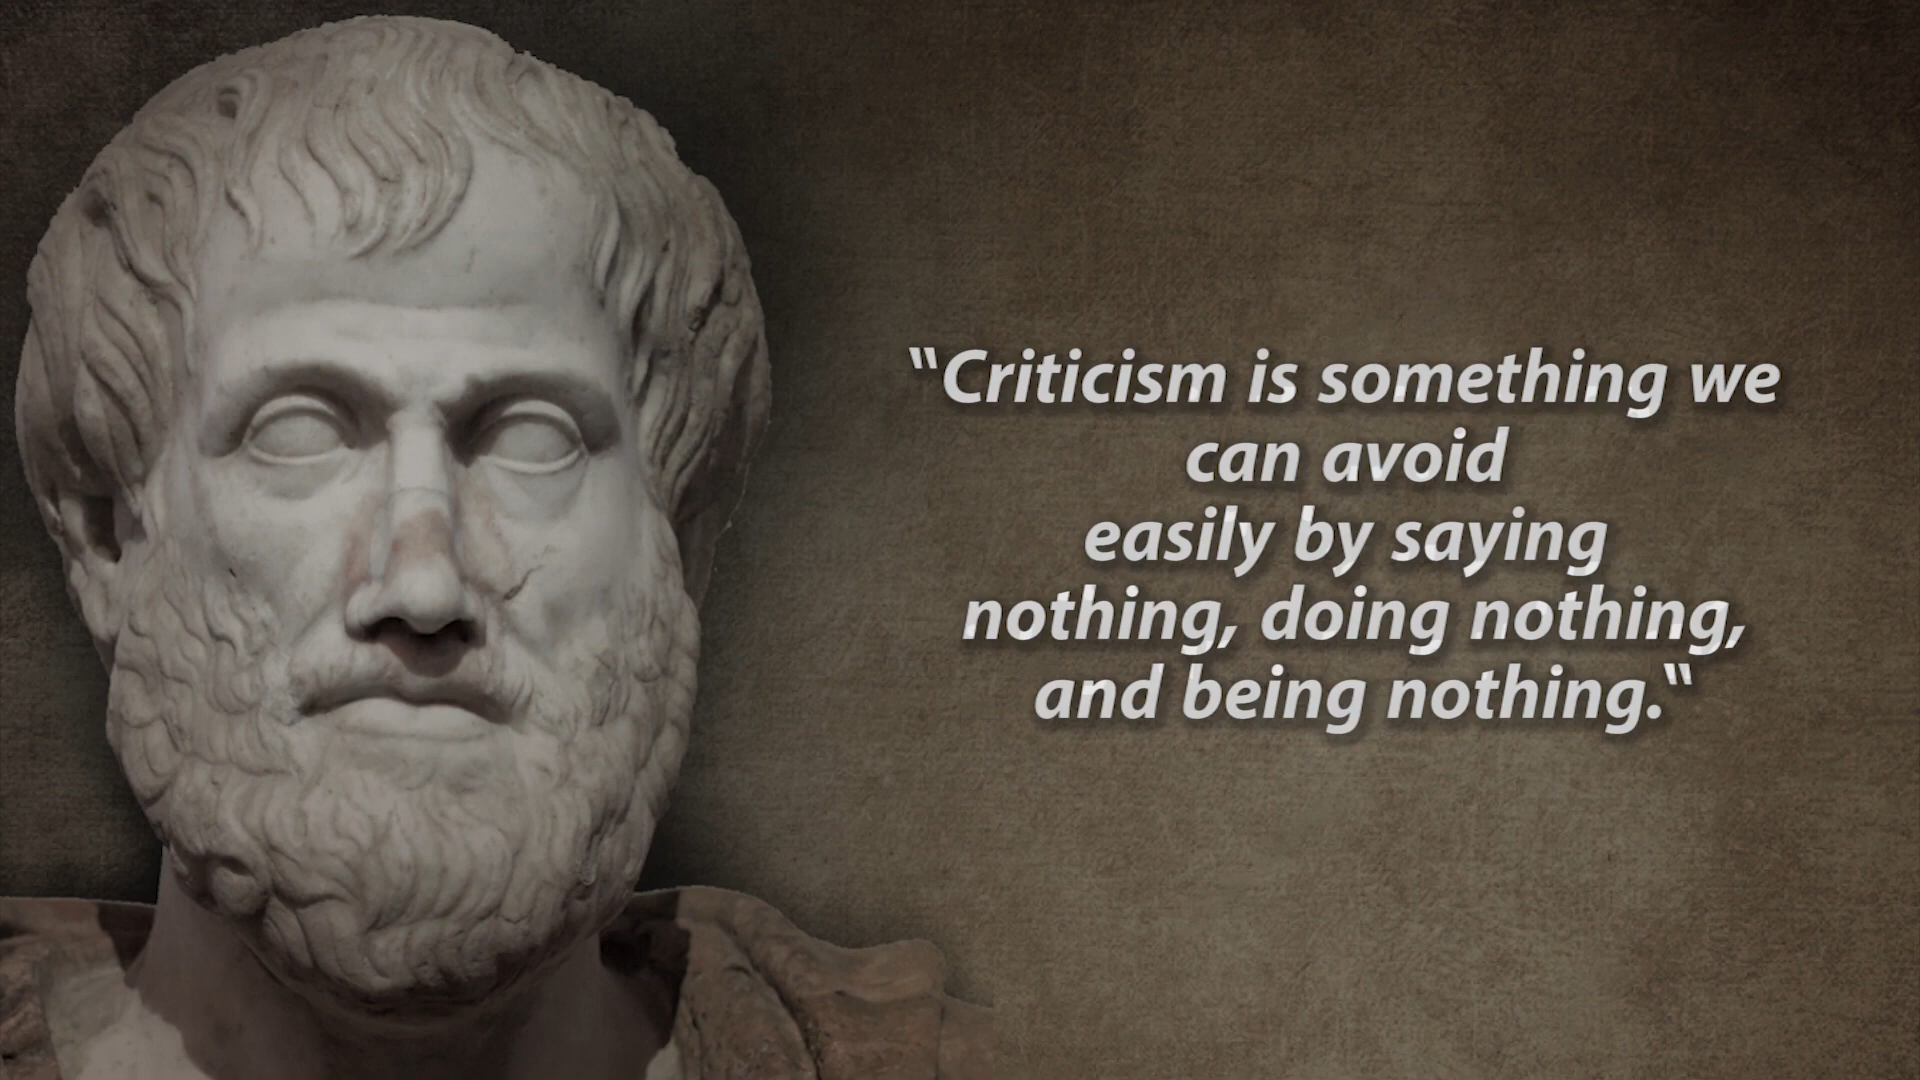 “Criticism is something we
can avoid
easily by saying
nothing, doing nothing,
and being nothing.“